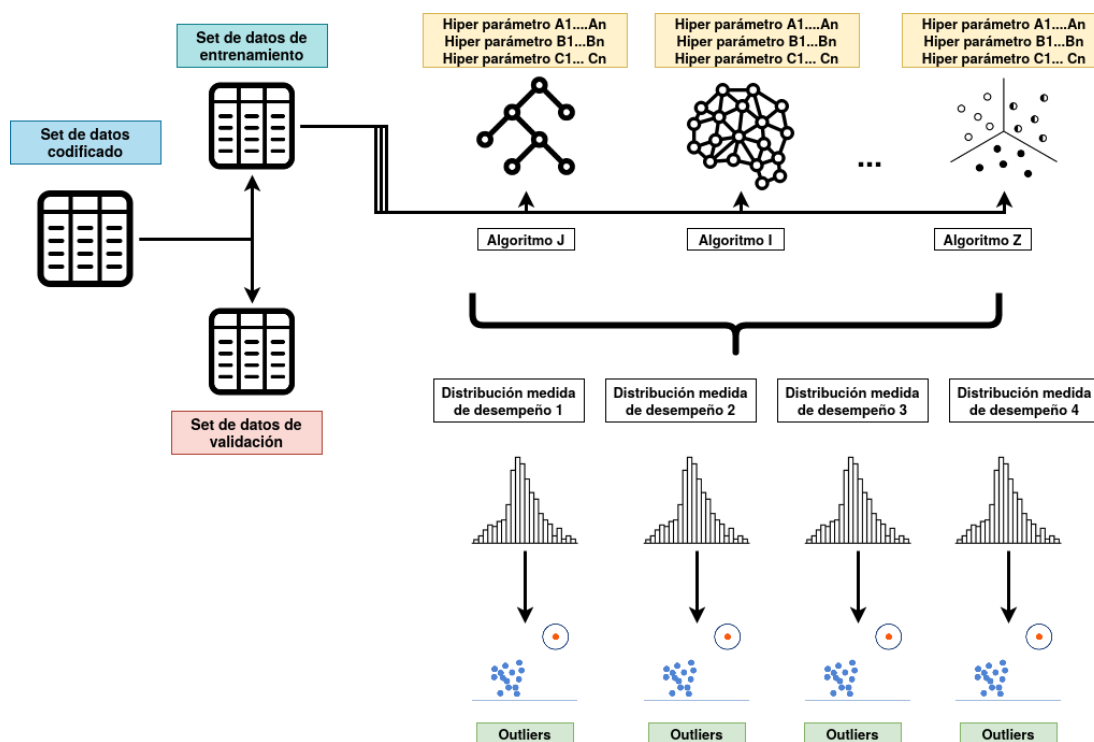 Set de datos de
entrenamiento
Hiper parámetro A1....An
Hiper parámetro B1...Bn
Hiper parámetro C1... Cn
Hiper parámetro A1....An
Hiper parámetro B1...Bn
Hiper parámetro C1... Cn
Hiper parámetro A1....An
Hiper parámetro B1...Bn
Hiper parámetro C1... Cn
Set de datos
codificado
...
Algoritmo J
Algoritmo I
Algoritmo Z
Set de datos de
validación
Distribución medida
de desempeño 1
Distribución medida
de desempeño 2
Distribución medida
de desempeño 3
Distribución medida
de desempeño 4
Outliers
Outliers
Outliers
Outliers